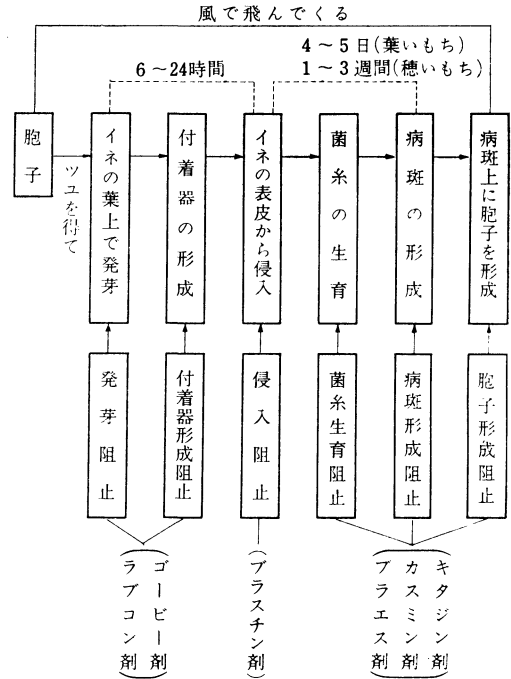 風で飛んでくる
4～5日(葉いもち)
1～3週間(穂いもち)
6～24時間
胞子
ツユを得て
イネの葉上で発芽
付着器の形成
イネの表皮から侵入
菌糸の生育
病斑の形成
病斑上に胞子を形成
発芽阻止
付着器形成阻止
侵入阻止
菌糸生育阻止
病斑形成阻止
胞子形成阻止
(ゴービー剤
ラブコン剤)
(ブラスチン剤)
(キタジン剤
カスミン剤
ブラエス剤)